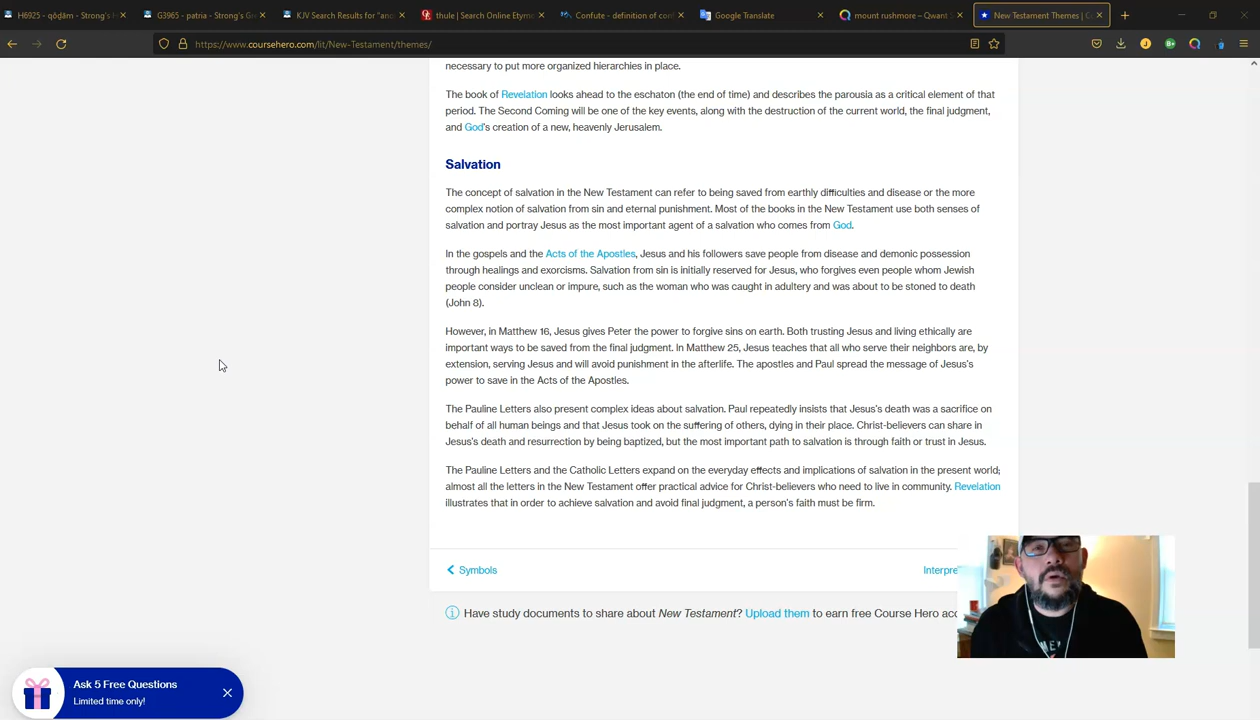 H6925 - qŏḏām - Strong's H
G3965 - patria - Strong's Gre
KJV Search Results for "ano
thule | Search Online Etymo
Confute - definition of conf
Google Translate
mount rushmore – Qwant S
New Testament Themes | C
https://www.coursehero.com/lit/New-Testament/themes/
necessary to put more organized hierarchies in place.
The book of Revelation looks ahead to the eschaton (the end of time) and describes the parousia as a critical element of that
period. The Second Coming will be one of the key events, along with the destruction of the current world, the final judgment,
and God's creation of a new, heavenly Jerusalem.
Salvation
The concept of salvation in the New Testament can refer to being saved from earthly difficulties and disease or the more
complex notion of salvation from sin and eternal punishment. Most of the books in the New Testament use both senses of
salvation and portray Jesus as the most important agent of a salvation who comes from God.
In the gospels and the Acts of the Apostles, Jesus and his followers save people from disease and demonic possession
through healings and exorcisms. Salvation from sin is initially reserved for Jesus, who forgives even people whom Jewish
people consider unclean or impure, such as the woman who was caught in adultery and was about to be stoned to death
(John 8).
However, in Matthew 16, Jesus gives Peter the power to forgive sins on earth. Both trusting Jesus and living ethically are
important ways to be saved from the final judgment. In Matthew 25, Jesus teaches that all who serve their neighbors are, by
extension, serving Jesus and will avoid punishment in the afterlife. The apostles and Paul spread the message of Jesus's
power to save in the Acts of the Apostles.
The Pauline Letters also present complex ideas about salvation. Paul repeatedly insists that Jesus's death was a sacrifice on
behalf of all human beings and that Jesus took on the suffering of others, dying in their place. Christ-believers can share in
Jesus's death and resurrection by being baptized, but the most important path to salvation is through faith or trust in Jesus.
The Pauline Letters and the Catholic Letters expand on the everyday effects and implications of salvation in the present world;
almost all the letters in the New Testament offer practical advice for Christ-believers who need to live in community. Revelation
illustrates that in order to achieve salvation and avoid final judgment, a person's faith must be firm.
Symbols
Interpre
Have study documents to share about New Testament? Upload them to earn free Course Hero acc
Ask 5 Free Questions
Limited time only!